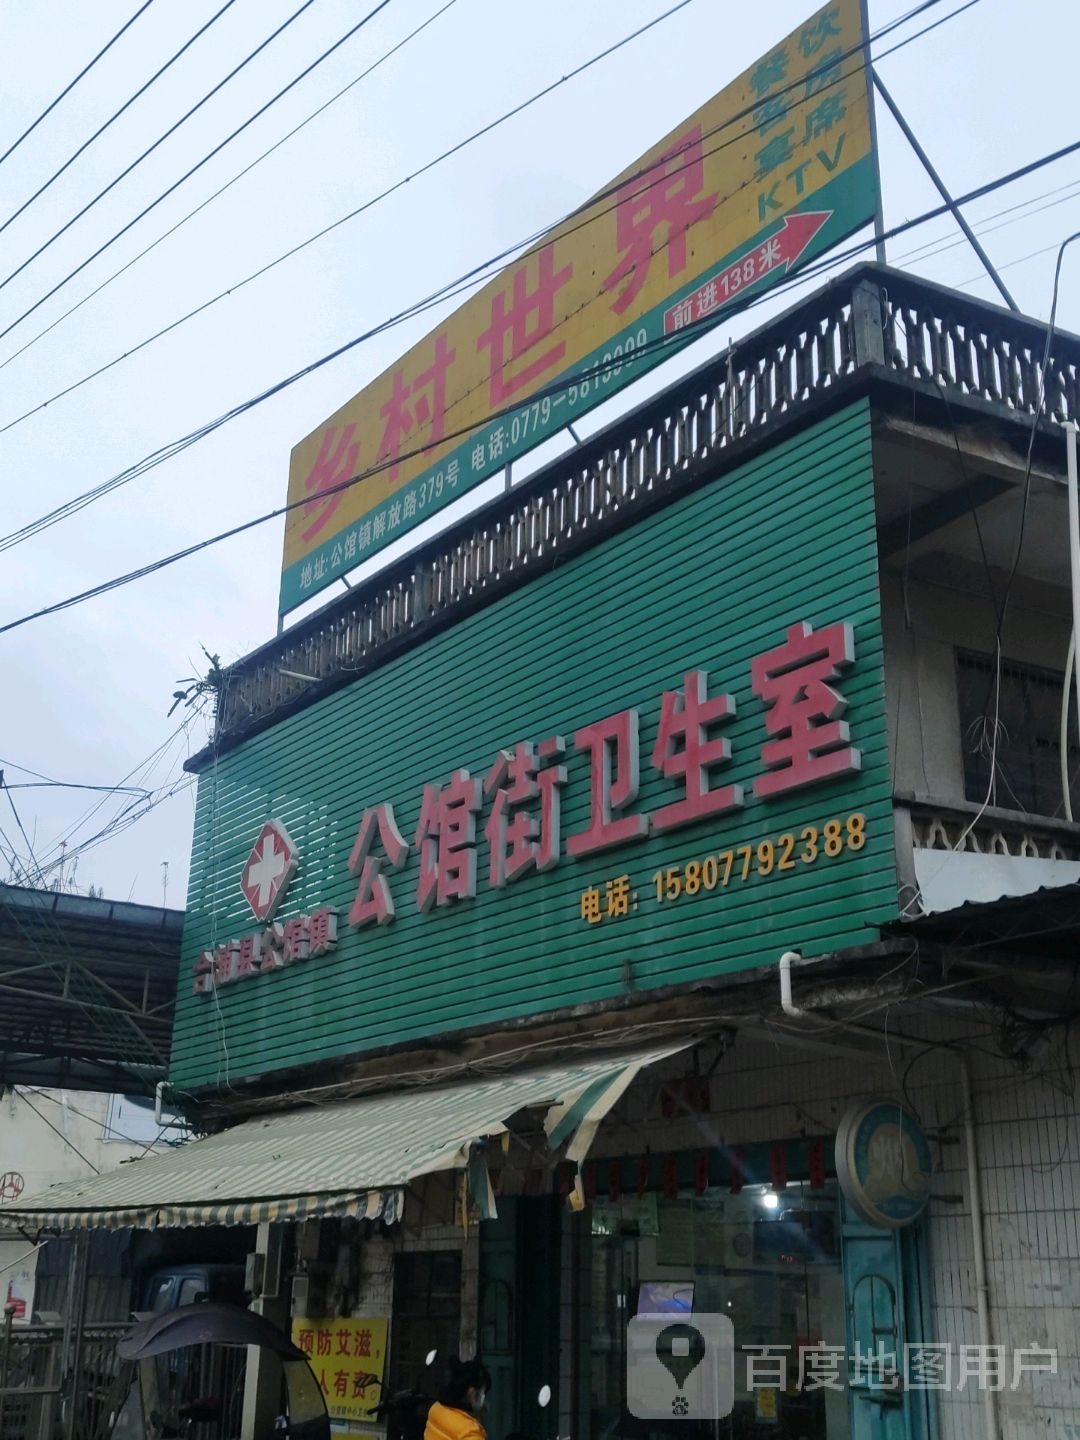 餐饮
客房
宴席
KTV
乡村世界
前进138米
地址:公馆镇解放路379号 电话:0779-5813099
公馆街卫生室
合浦县公馆镇
电话: 15807792388
预防艾滋,
人有责。
百度地图用户